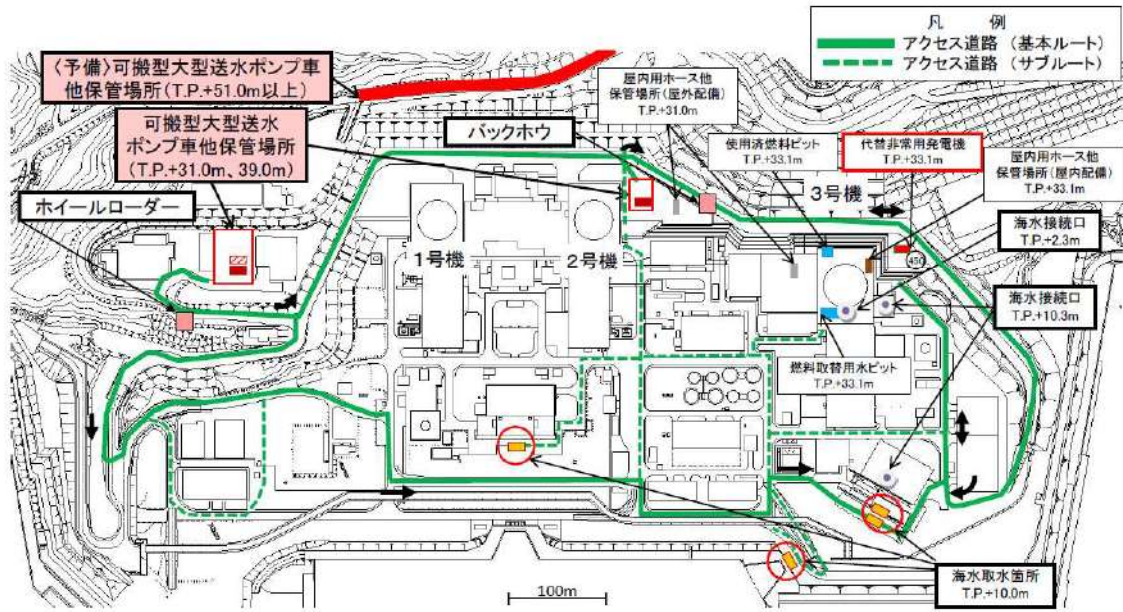 凡 例
アクセス道路 (基本ルート)
アクセス道路 (サブルート)
〈予備〉可搬型大型送水ポンプ車
他保管場所(T.P.+51.0m以上)
可搬型大型送水
ポンプ車他保管場所
(T.P.+31.0m、39.0m)
ホイールローダー
バックホウ
屋内用ホース他
保管場所(屋外配備)
T.P.+31.0m
使用済燃料ピット
T.P.+33.1m
代替非常用発電機
T.P.+33.1m
屋内用ホース他
保管場所(屋内配備)
T.P.+33.1m
海水接続口
T.P.+2.3m
海水接続口
T.P.+10.3m
1号機
2号機
3号機
450
燃料取替用水ピット
T.P.+33.1m
海水取水箇所
T.P.+10.0m
100m